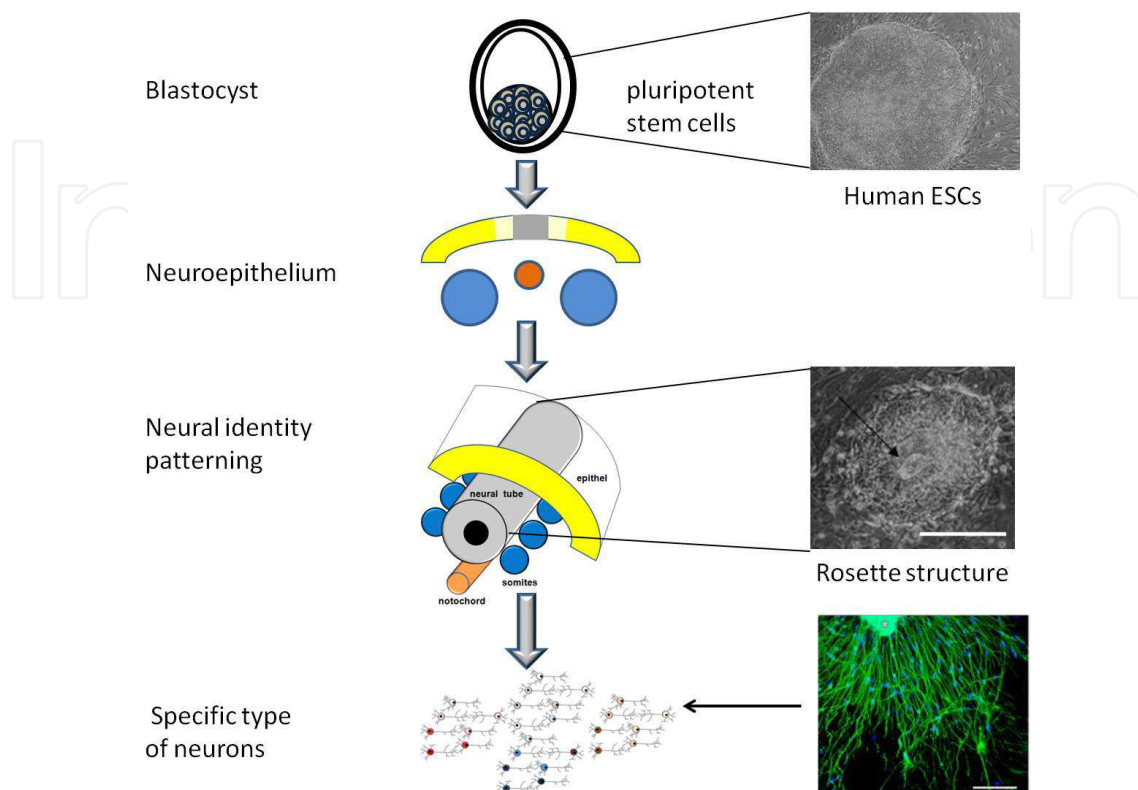 Blastocyst
pluripotent
stem cells
Human ESCs
Neuroepithelium
Neural identity
patterning
epithel
neural tube
somites
notochord
Rosette structure
Specific type
of neurons